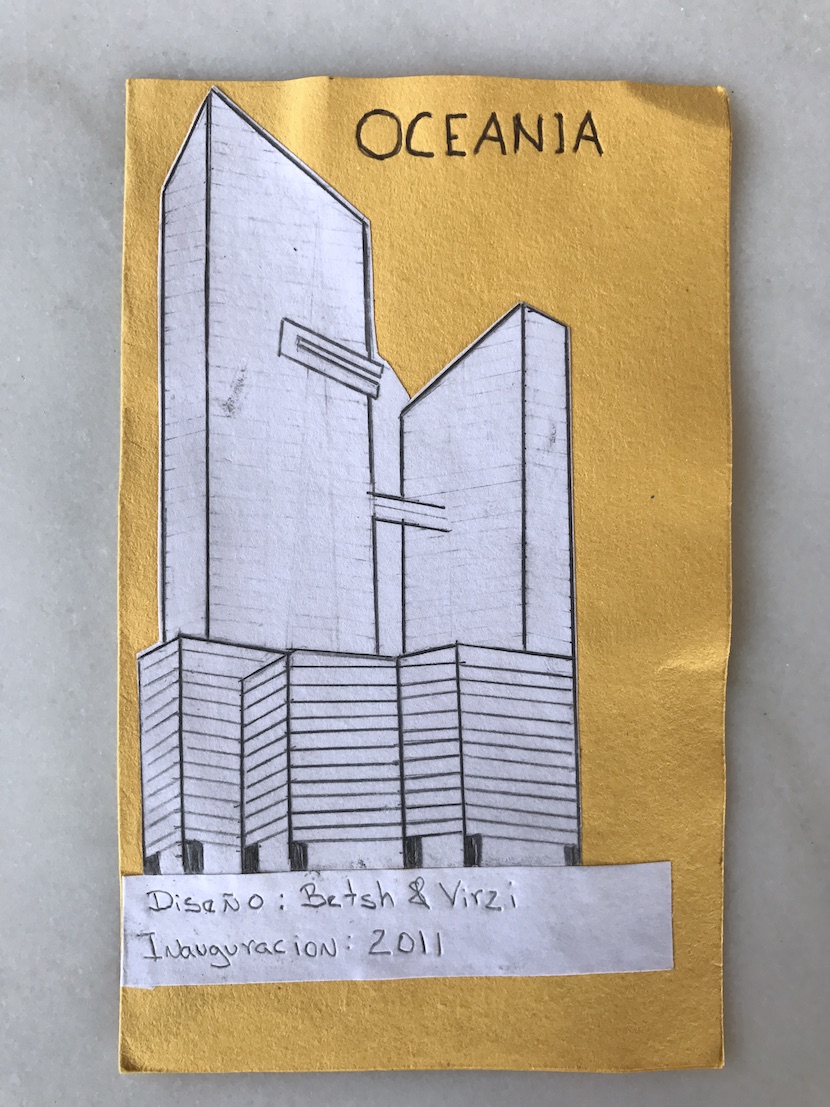 OCEANIA
Diseño: Betsh & Virzi
Inauguracion: 2011